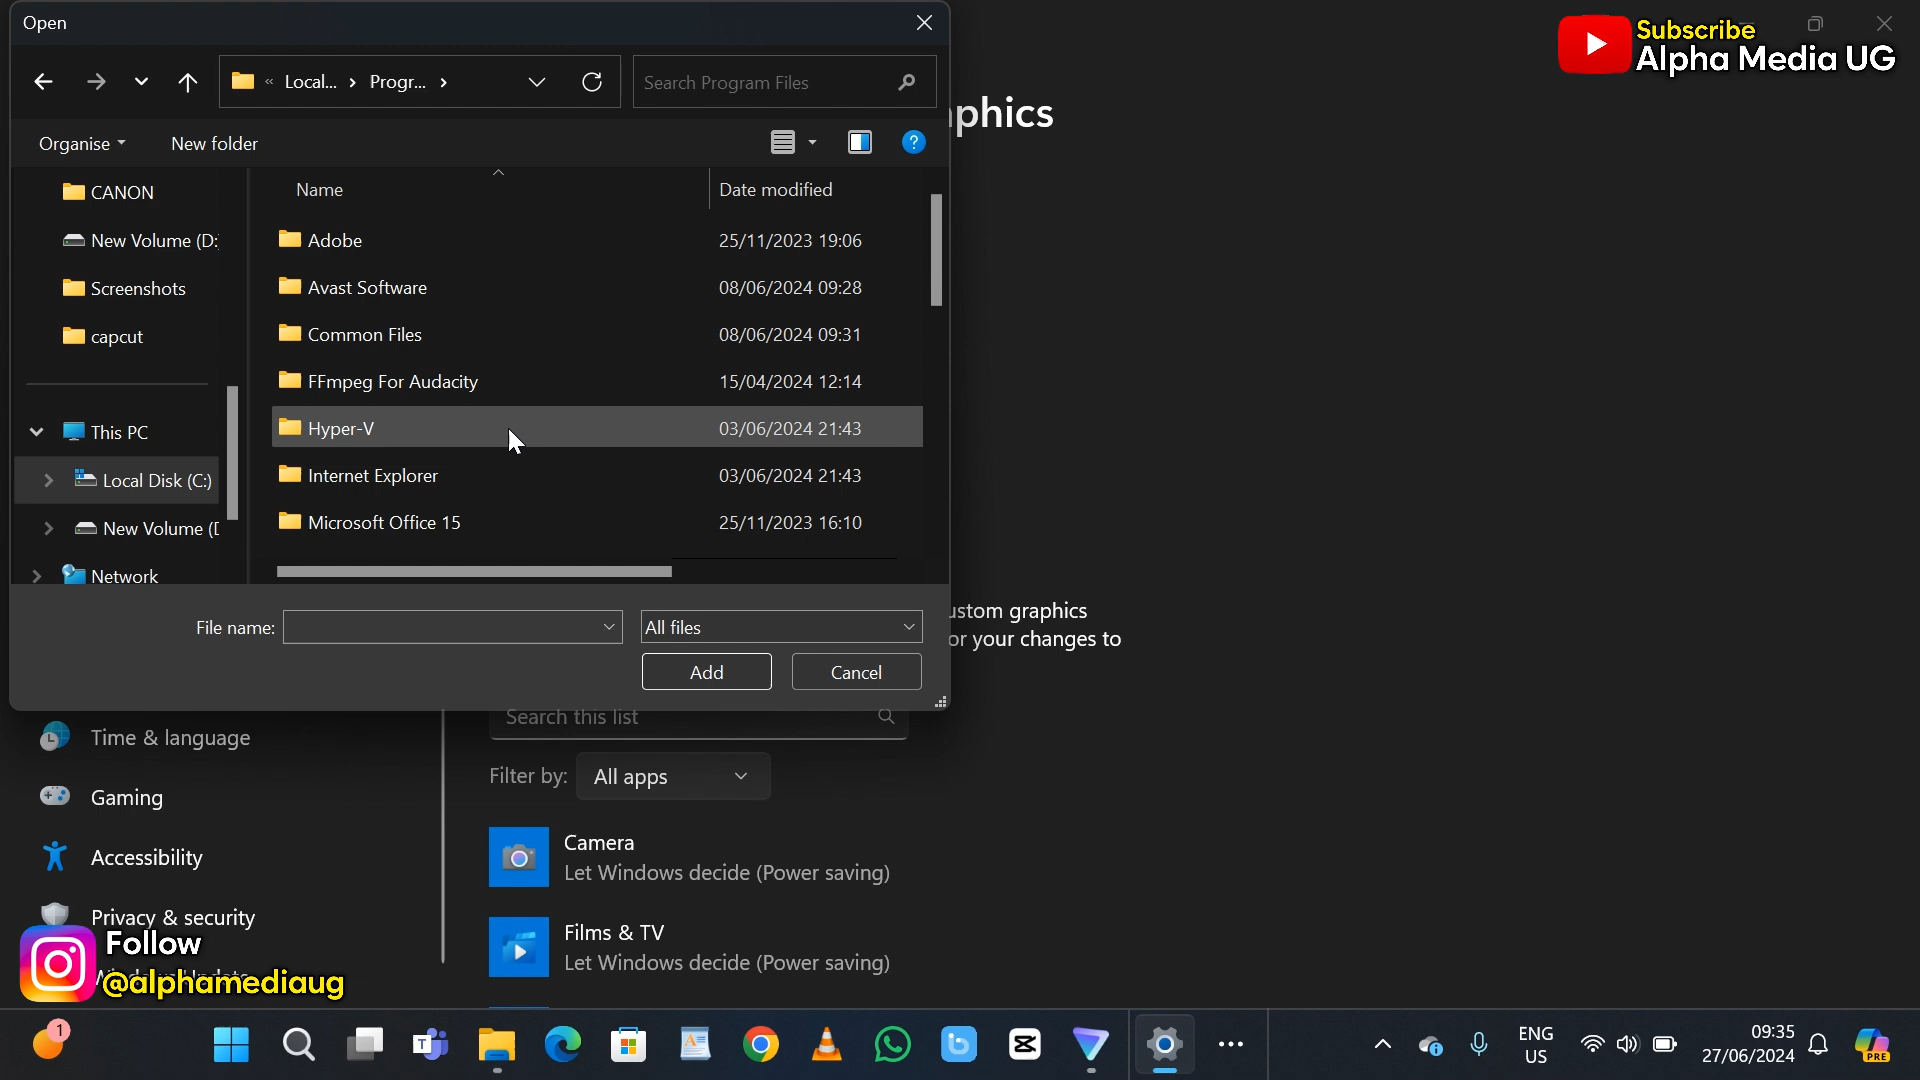 Open
Subscribe
Alpha Media UG
Local...
Progr...
Search Program Files
phics
Organise
New folder
CANON
New Volume (D:
Screenshots
capcut
This PC
Local Disk (C:)
New Volume (D
Network
Name
Date modified
Adobe
25/11/2023 19:06
Avast Software
08/06/2024 09:28
Common Files
08/06/2024 09:31
FFmpeg For Audacity
15/04/2024 12:14
Hyper-V
03/06/2024 21:43
Internet Explorer
03/06/2024 21:43
Microsoft Office 15
25/11/2023 16:10
File name:
All files
Add
Cancel
ustom graphics
or your changes to
Search this list
Filter by:
All apps
Time & language
Gaming
Accessibility
Privacy & security
Follow
@alphamediaug
Camera
Let Windows decide (Power saving)
Films & TV
Let Windows decide (Power saving)
1
ENG
US
09:35
27/06/2024
PRE